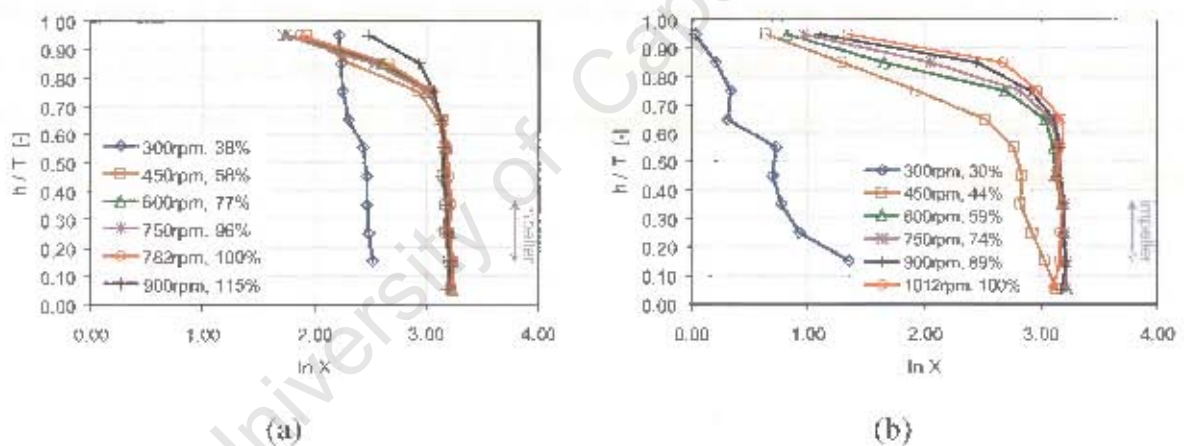 1.00
0.90
0.80
0.70
0.60
0.50
0.40
0.30
0.20
0.10
0.00
h / T [-]
300rpm, 38%
450rpm, 58%
600rpm, 77%
750rpm, 96%
782rpm, 100%
900rpm, 115%
impeller
0.00 1.00 2.00 3.00 4.00
ln X
(a)
1.00
0.90
0.80
0.70
0.60
0.50
0.40
0.30
0.20
0.10
0.00
h / T [-]
300rpm, 30%
450rpm, 44%
600rpm, 59%
750rpm, 74%
900rpm, 89%
1012rpm, 100%
impeller
0.00 1.00 2.00 3.00 4.00
ln X
(b)
University of Cape